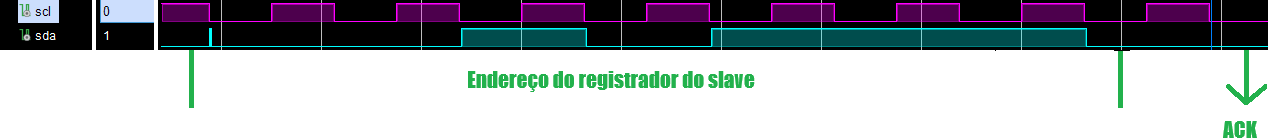 scl 0
sda 1
Endereço do registrador do slave
ACK